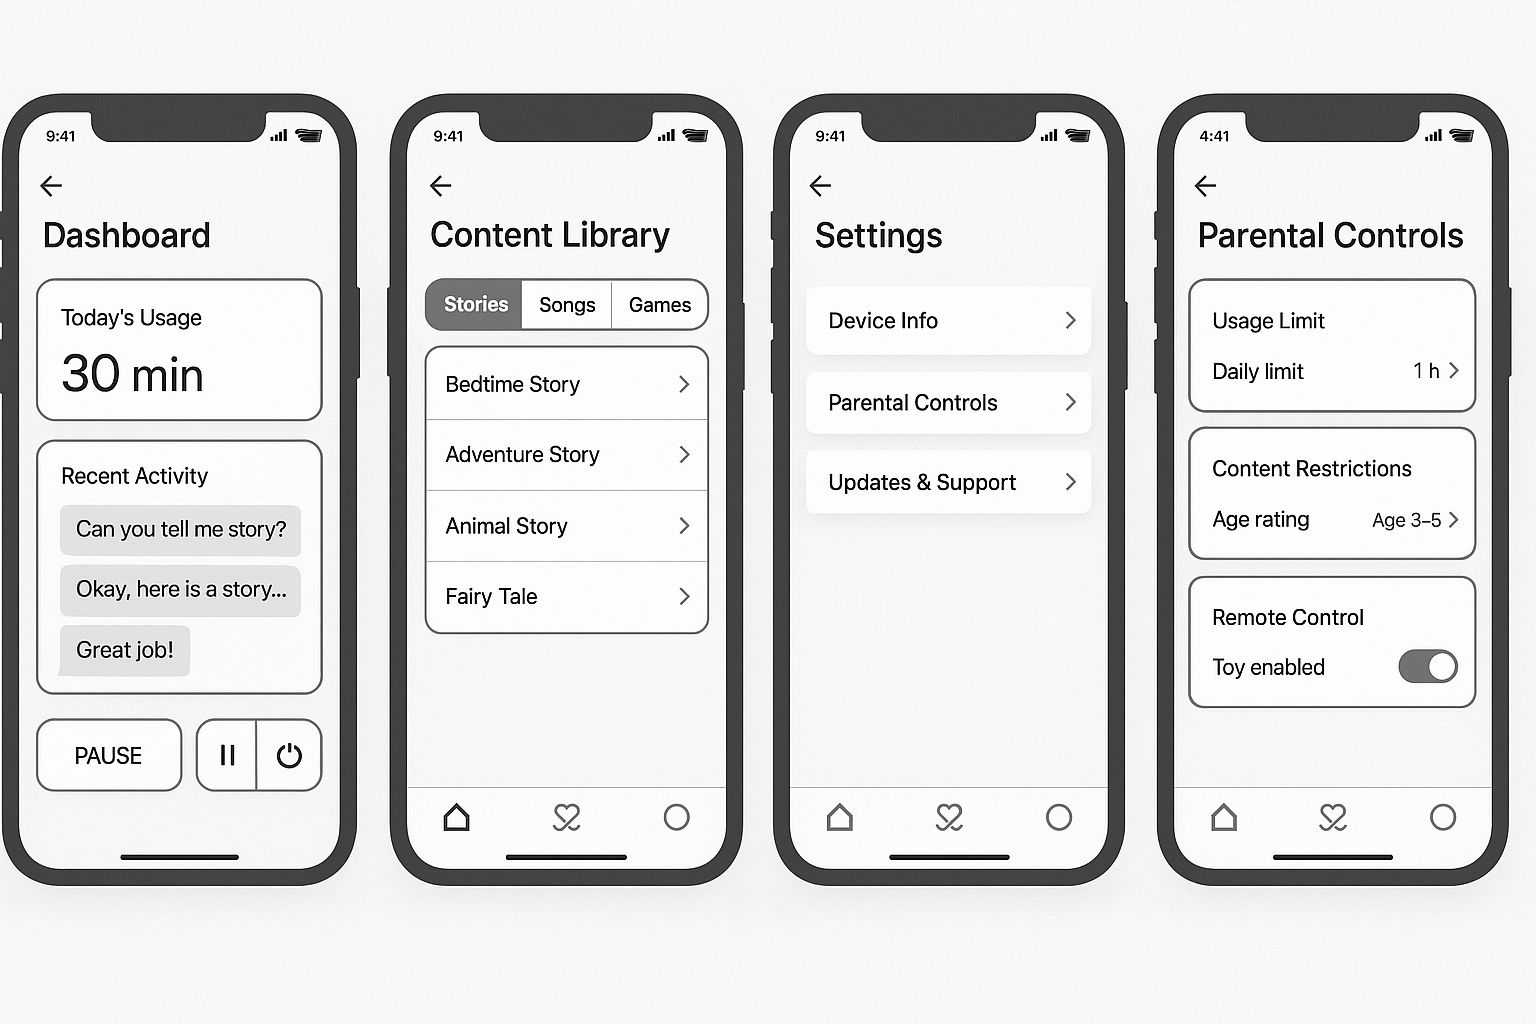 9:41
Dashboard
Today's Usage
30 min
Recent Activity
Can you tell me story?
Okay, here is a story...
Great job!
PAUSE
9:41
Content Library
Stories Songs Games
Bedtime Story
Adventure Story
Animal Story
Fairy Tale
9:41
Settings
Device Info
Parental Controls
Updates & Support
4:41
Parental Controls
Usage Limit
Daily limit 1 h
Content Restrictions
Age rating Age 3–5
Remote Control
Toy enabled